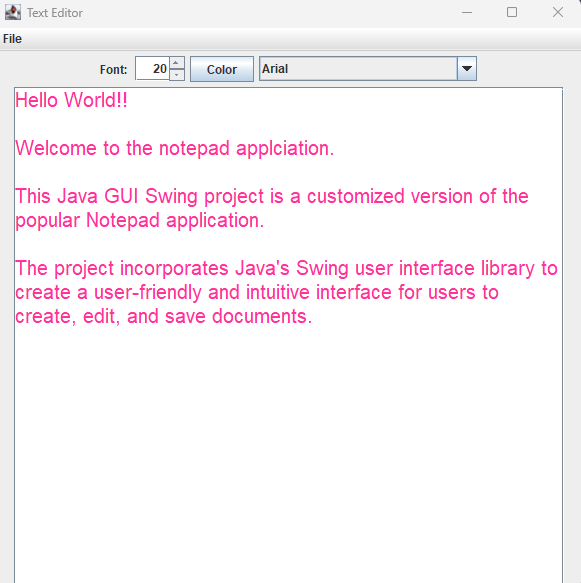 Text Editor
File
Font: 20 Color Arial
Hello World!!
Welcome to the notepad applciation.
This Java GUI Swing project is a customized version of the
popular Notepad application.
The project incorporates Java's Swing user interface library to
create a user-friendly and intuitive interface for users to
create, edit, and save documents.